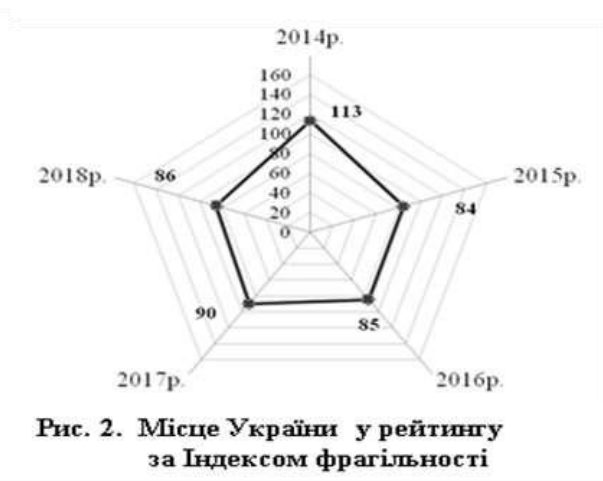 2014р.
160
140
120
113
100
80
2018р.
86
60
2015р.
40
84
20
0
90
85
2017р.
2016р.
Рис. 2. Місце України у рейтингу
за Індексом фрагільності